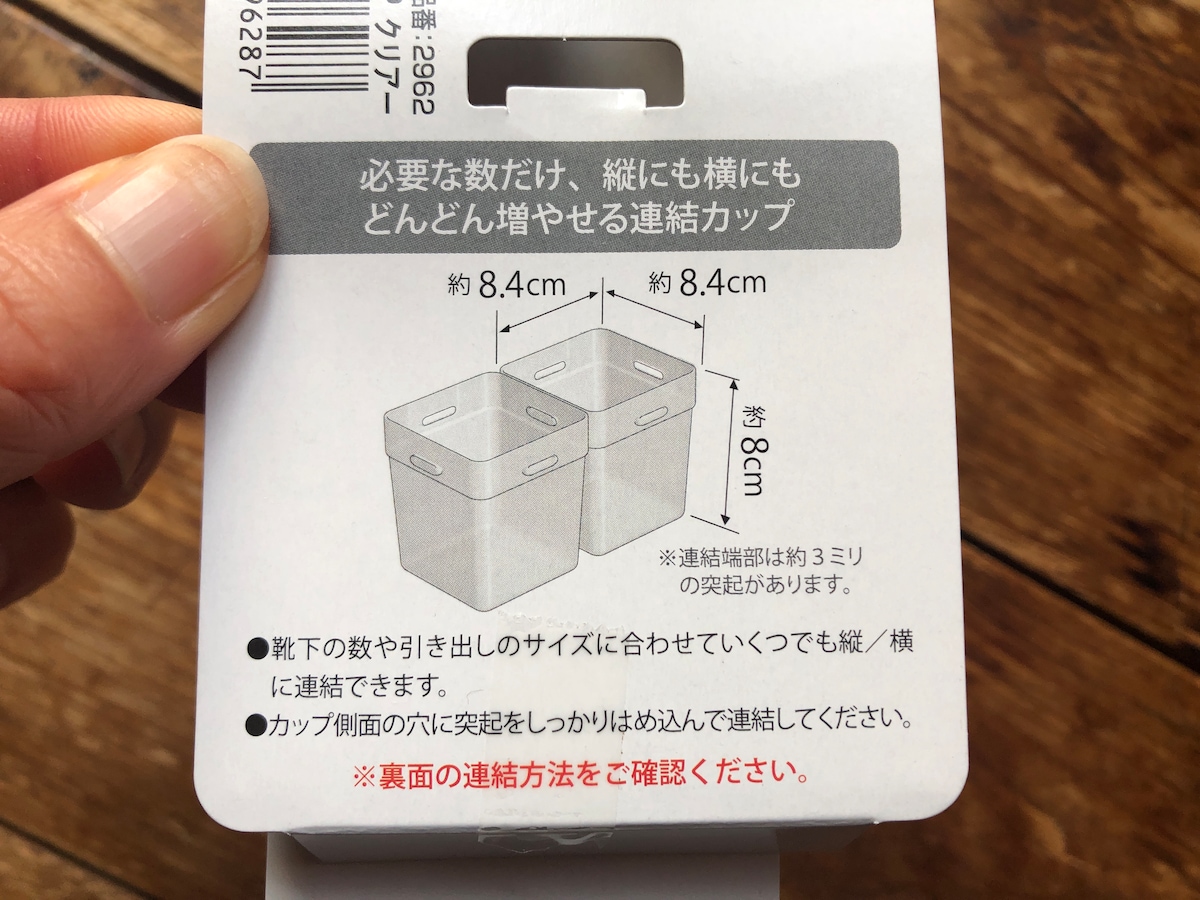 96287
品番:2962
クリアー
必要な数だけ、縦にも横にも
どんどん増やせる連結カップ
約8.4cm
約8.4cm
約8cm
※連結端部は約3ミリ
の突起があります。
●靴下の数や引き出しのサイズに合わせていくつでも縦／横
に連結できます。
●カップ側面の穴に突起をしっかりはめ込んで連結してください。
※裏面の連結方法をご確認ください。